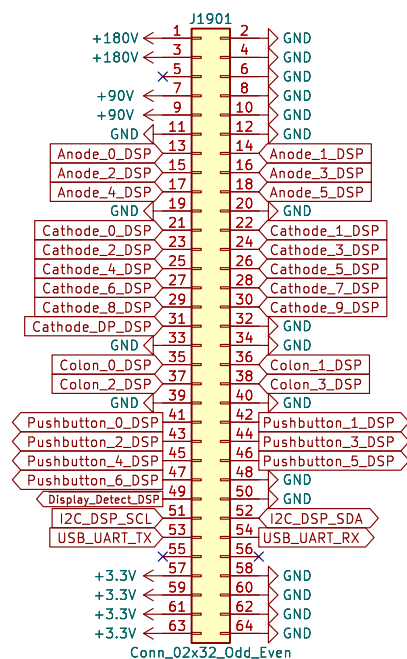 J1901
+180V 1 2 GND
+180V 3 4 GND
5 6 GND
+90V 7 8 GND
+90V 9 10 GND
GND 11 12 GND
Anode_0_DSP 13 14 Anode_1_DSP
Anode_2_DSP 15 16 Anode_3_DSP
Anode_4_DSP 17 18 Anode_5_DSP
GND 19 20 GND
Cathode_0_DSP 21 22 Cathode_1_DSP
Cathode_2_DSP 23 24 Cathode_3_DSP
Cathode_4_DSP 25 26 Cathode_5_DSP
Cathode_6_DSP 27 28 Cathode_7_DSP
Cathode_8_DSP 29 30 Cathode_9_DSP
Cathode_DP_DSP 31 32 GND
GND 33 34 GND
Colon_0_DSP 35 36 Colon_1_DSP
Colon_2_DSP 37 38 Colon_3_DSP
GND 39 40 GND
Pushbutton_0_DSP 41 42 Pushbutton_1_DSP
Pushbutton_2_DSP 43 44 Pushbutton_3_DSP
Pushbutton_4_DSP 45 46 Pushbutton_5_DSP
Pushbutton_6_DSP 47 48 GND
Display_Detect_DSP 49 50 GND
I2C_DSP_SCL 51 52 I2C_DSP_SDA
USB_UART_TX 53 54 USB_UART_RX
55 56
+3.3V 57 58 GND
+3.3V 59 60 GND
+3.3V 61 62 GND
+3.3V 63 64 GND
Conn_02x32_Odd_Even